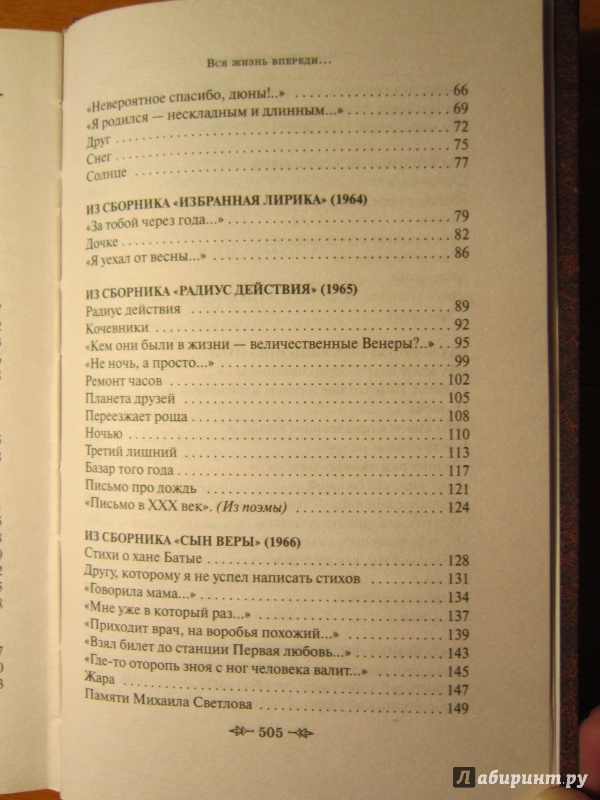 Вся жизнь впереди...
«Невероятное спасибо, дюны!..» 66
«Я родился — нескладным и длинным...» 69
Друг 72
Снег 75
Солнце 77
ИЗ СБОРНИКА «ИЗБРАННАЯ ЛИРИКА» (1964)
«За тобой через года...» 79
Дочке 82
«Я уехал от весны...» 86
ИЗ СБОРНИКА «РАДИУС ДЕЙСТВИЯ» (1965)
Радиус действия 89
Кочевники 92
«Кем они были в жизни — величественные Венеры?..» 95
«Не ночь, а просто...» 99
Ремонт часов 102
Планета друзей 105
Переезжает роща 108
Ночью 110
Третий лишний 113
Базар того года 117
Письмо про дождь 121
«Письмо в XXX век». (Из поэмы) 124
ИЗ СБОРНИКА «СЫН ВЕРЫ» (1966)
Стихи о хане Батые 128
Другу, которому я не успел написать стихов 131
«Говорила мама...» 134
«Мне уже в который раз...» 137
«Приходит врач, на воробья похожий...» 139
«Взял билет до станции Первая любовь...» 143
«Где-то оторопь зноя с ног человека валит...» 145
Жара 147
Памяти Михаила Светлова 149
505
Лабиринт.ру